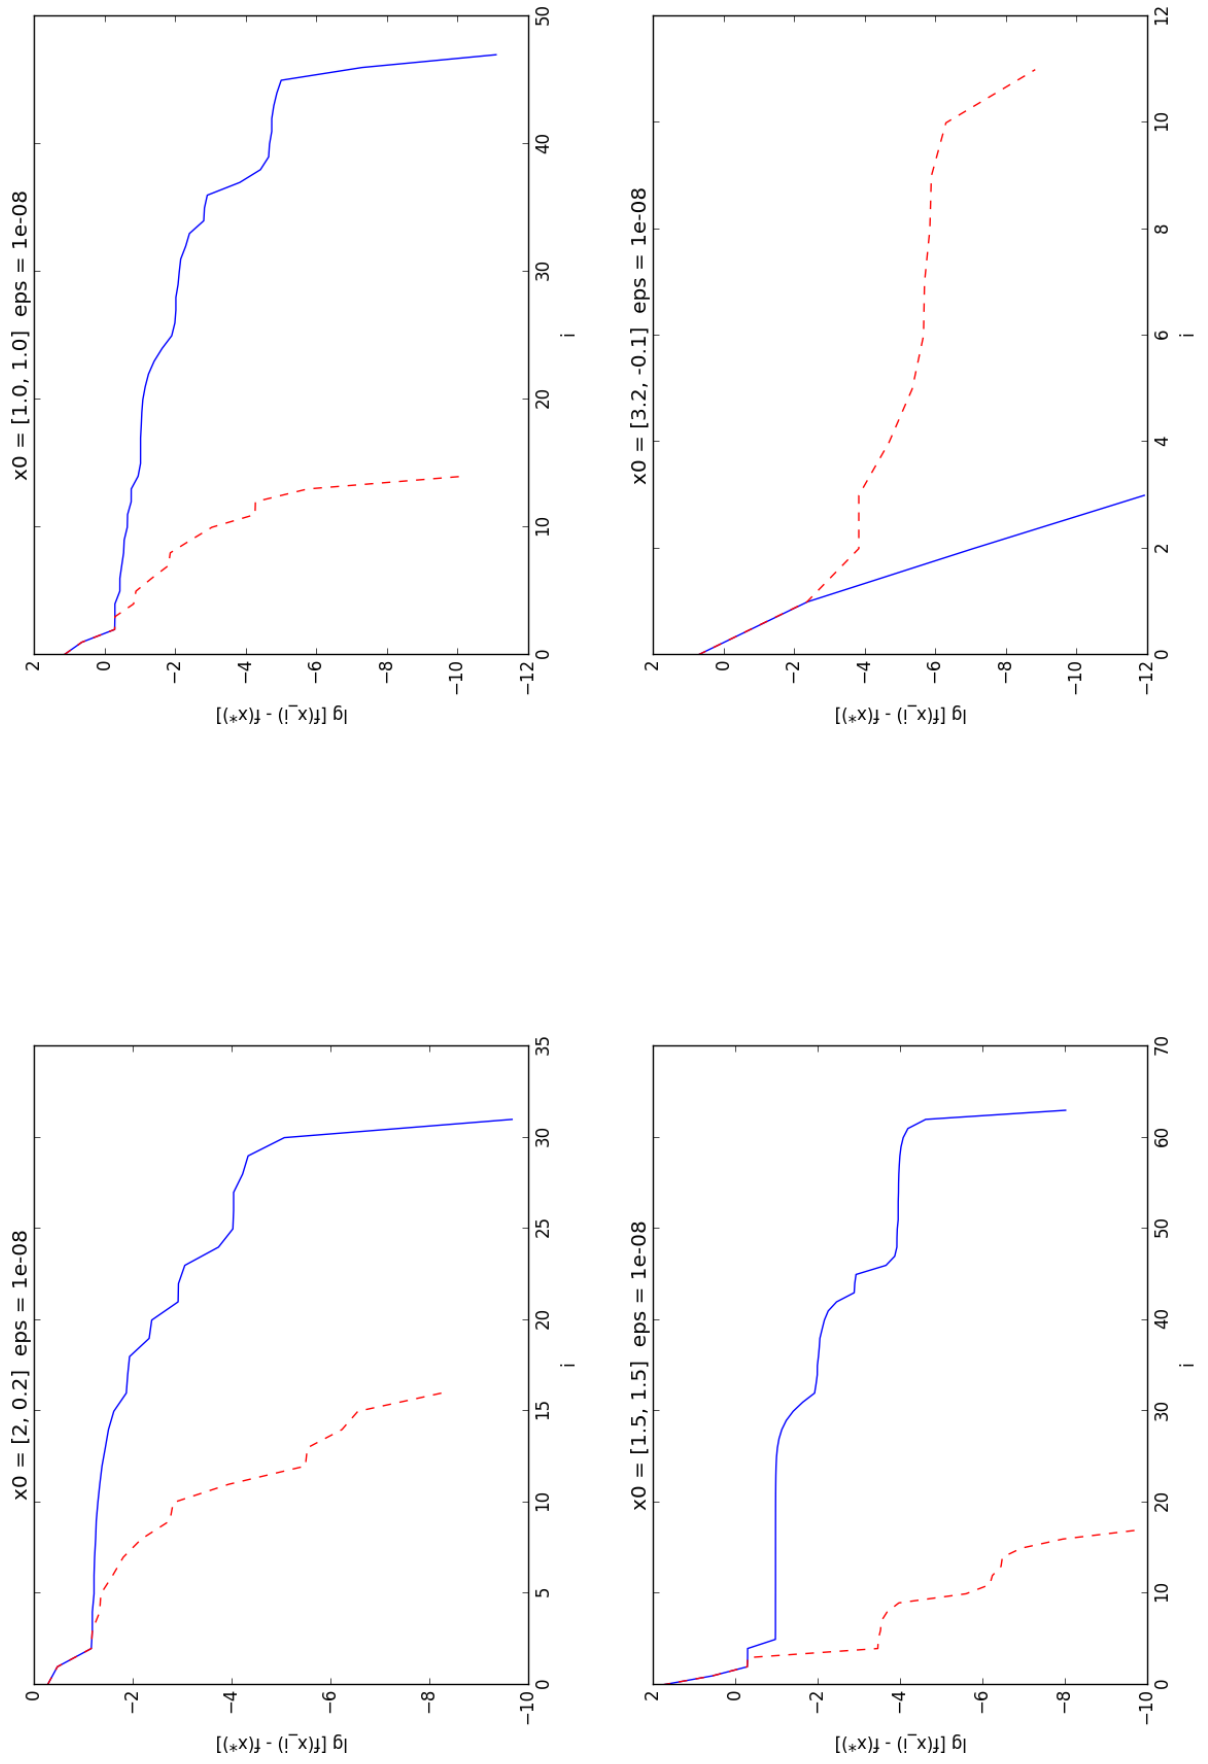 x0 = [2, 0.2] eps = 1e-08
lg [f(x_i) - f(x*)]
0
−2
−4
−6
−8
−10
0 5 10 15 20 25 30 35
i
x0 = [1.0, 1.0] eps = 1e-08
lg [f(x_i) - f(x*)]
2
0
−2
−4
−6
−8
−10
−12
0 10 20 30 40 50
i
x0 = [1.5, 1.5] eps = 1e-08
lg [f(x_i) - f(x*)]
2
0
−2
−4
−6
−8
−10
0 10 20 30 40 50 60 70
i
x0 = [3.2, -0.1] eps = 1e-08
lg [f(x_i) - f(x*)]
2
0
−2
−4
−6
−8
−10
−12
0 2 4 6 8 10 12
i